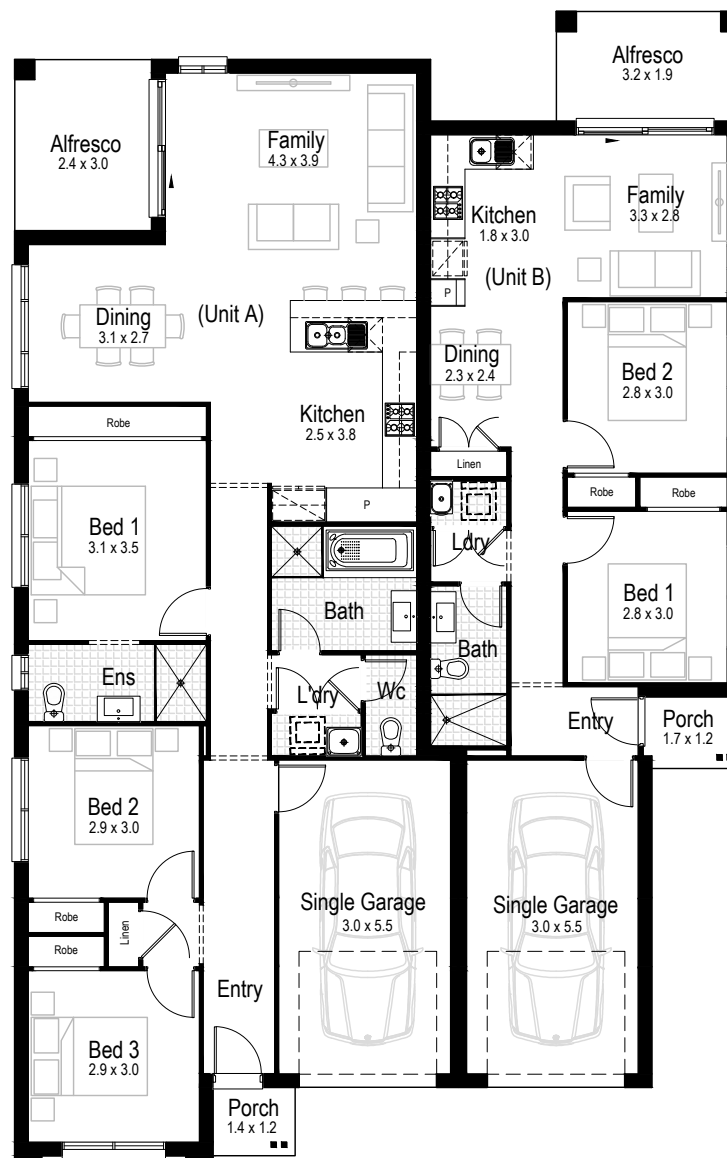 Alfresco
3.2 x 1.9
Alfresco
2.4 x 3.0
Family
4.3 x 3.9
Family
3.3 x 2.8
Kitchen
1.8 x 3.0
(Unit B)
P
(Unit A)
Dining
3.1 x 2.7
Dining
2.3 x 2.4
Bed 2
2.8 x 3.0
Kitchen
2.5 x 3.8
Robe
Linen
P
Robe
Robe
Bed 1
3.1 x 3.5
Ldry
Bed 1
2.8 x 3.0
Bath
Bath
Ens
L'dry
Wc
Entry
Porch
1.7 x 1.2
Bed 2
2.9 x 3.0
Single Garage
3.0 x 5.5
Single Garage
3.0 x 5.5
Robe
Linen
Robe
Entry
Bed 3
2.9 x 3.0
Porch
1.4 x 1.2